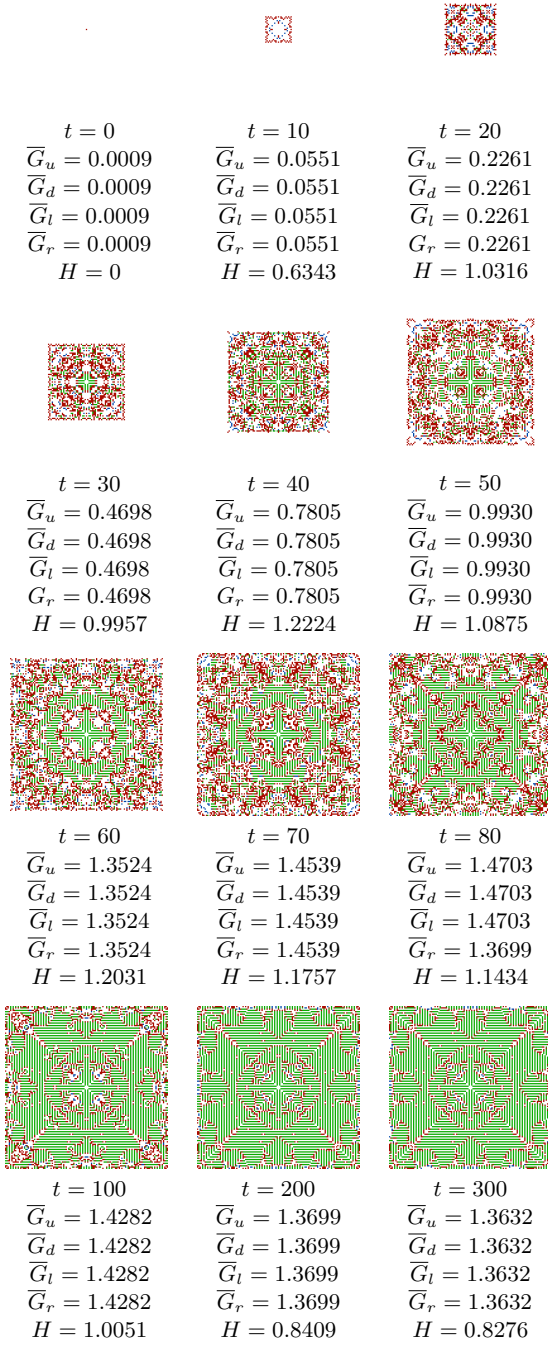 t = 0 t = 10 t = 20
G̅u = 0.0009 G̅u = 0.0551 G̅u = 0.2261
G̅d = 0.0009 G̅d = 0.0551 G̅d = 0.2261
G̅l = 0.0009 G̅l = 0.0551 G̅l = 0.2261
G̅r = 0.0009 G̅r = 0.0551 Gr = 0.2261
H = 0 H = 0.6343 H = 1.0316
t = 30 t = 40 t = 50
G̅u = 0.4698 G̅u = 0.7805 G̅u = 0.9930
G̅d = 0.4698 G̅d = 0.7805 G̅d = 0.9930
G̅l = 0.4698 G̅l = 0.7805 G̅l = 0.9930
Gr = 0.4698 Gr = 0.7805 G̅r = 0.9930
H = 0.9957 H = 1.2224 H = 1.0875
t = 60 t = 70 t = 80
G̅u = 1.3524 G̅u = 1.4539 G̅u = 1.4703
G̅d = 1.3524 G̅d = 1.4539 G̅d = 1.4703
G̅l = 1.3524 G̅l = 1.4539 G̅l = 1.4703
G̅r = 1.3524 G̅r = 1.4539 G̅r = 1.3699
H = 1.2031 H = 1.1757 H = 1.1434
t = 100 t = 200 t = 300
G̅u = 1.4282 G̅u = 1.3699 G̅u = 1.3632
G̅d = 1.4282 G̅d = 1.3699 G̅d = 1.3632
G̅l = 1.4282 G̅l = 1.3699 G̅l = 1.3632
G̅r = 1.4282 G̅r = 1.3699 G̅r = 1.3632
H = 1.0051 H = 0.8409 H = 0.8276